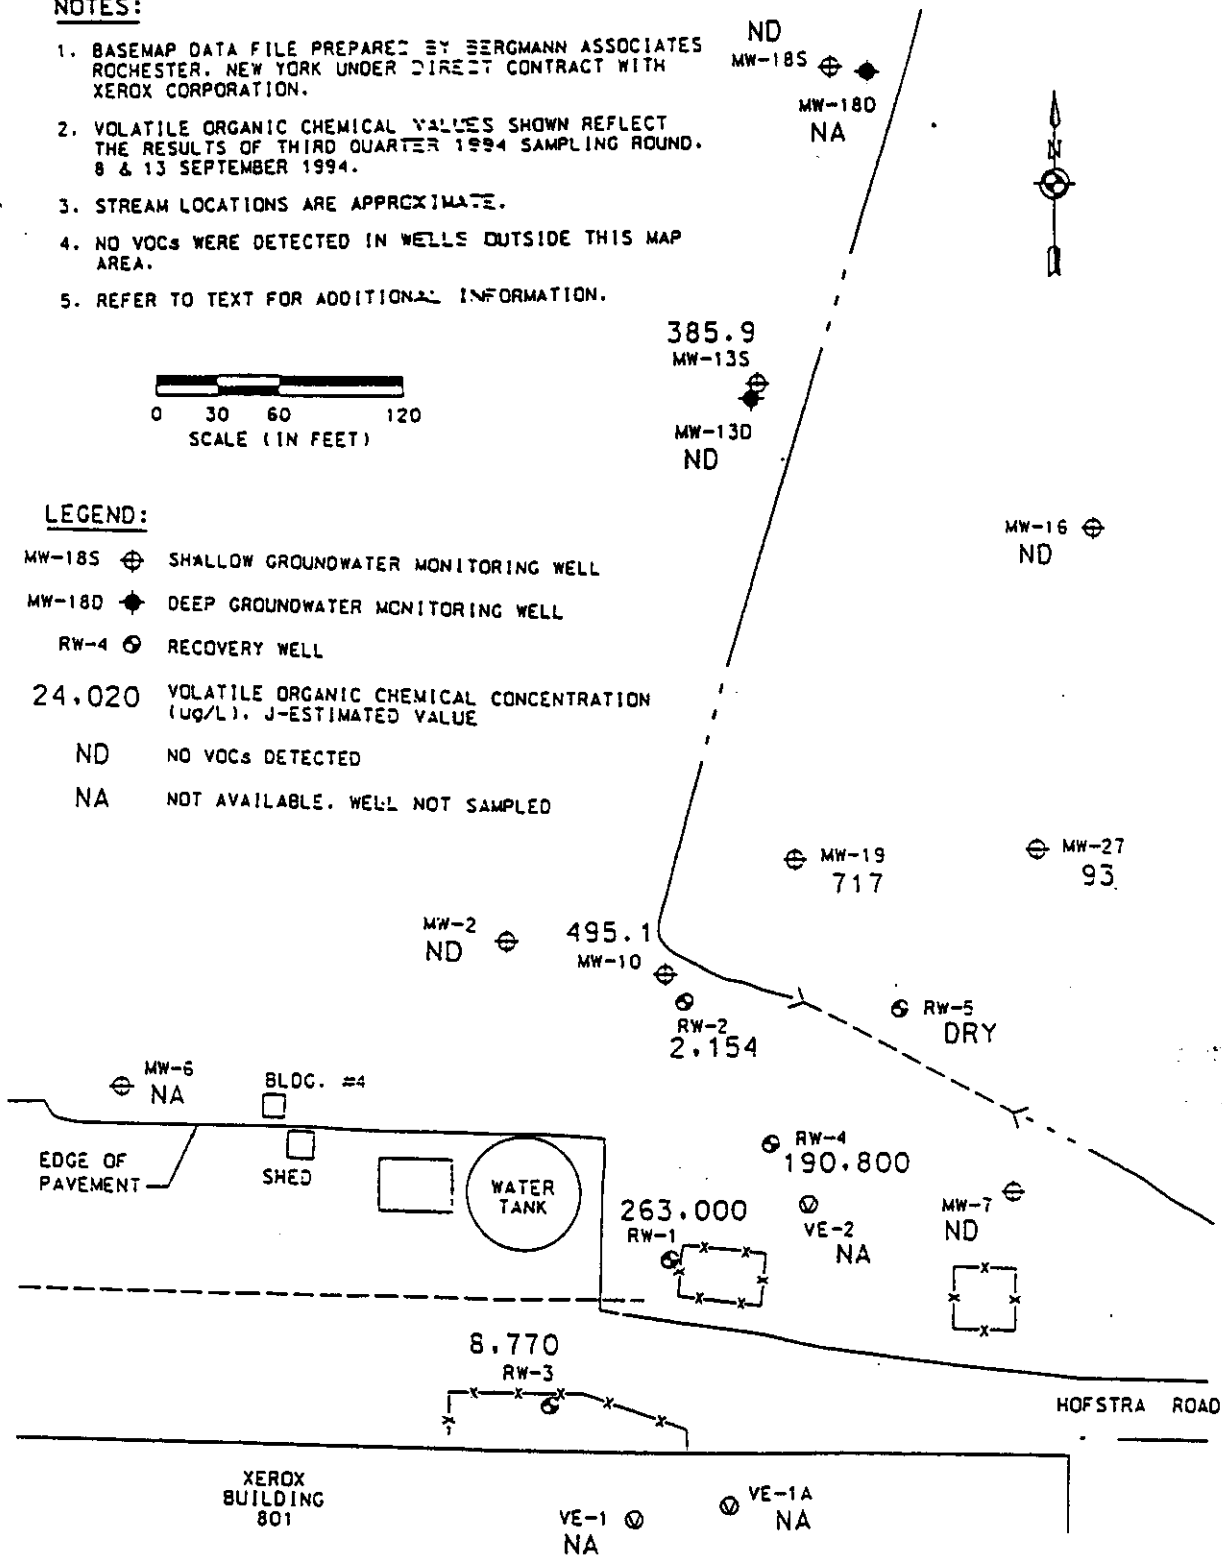 NOTES:
1. BASEMAP DATA FILE PREPARED BY BERGMANN ASSOCIATES
ROCHESTER, NEW YORK UNDER DIRECT CONTRACT WITH
XEROX CORPORATION.
2. VOLATILE ORGANIC CHEMICAL VALUES SHOWN REFLECT
THE RESULTS OF THIRD QUARTER 1994 SAMPLING ROUND.
8 & 13 SEPTEMBER 1994.
3. STREAM LOCATIONS ARE APPROXIMATE.
4. NO VOCs WERE DETECTED IN WELLS OUTSIDE THIS MAP
AREA.
5. REFER TO TEXT FOR ADDITIONAL INFORMATION.
0 30 60 120
SCALE (IN FEET)
ND
MW-18S
MW-18D
NA
N
385.9
MW-13S
MW-13D
ND
MW-16
ND
LEGEND:
MW-18S SHALLOW GROUNDWATER MONITORING WELL
MW-18D DEEP GROUNDWATER MONITORING WELL
RW-4 RECOVERY WELL
24,020 VOLATILE ORGANIC CHEMICAL CONCENTRATION
(ug/L). J-ESTIMATED VALUE
ND NO VOCs DETECTED
NA NOT AVAILABLE. WELL NOT SAMPLED
MW-19
717
MW-27
93
MW-2
ND
495.1
MW-10
RW-2
2,154
RW-5
DRY
MW-6
NA
BLDG. #4
EDGE OF
PAVEMENT
SHED
WATER
TANK
RW-4
190,800
263,000
RW-1
VE-2
NA
MW-7
ND
8,770
RW-3
HOFSTRA ROAD
XEROX
BUILDING
801
VE-1
NA
VE-1A
NA